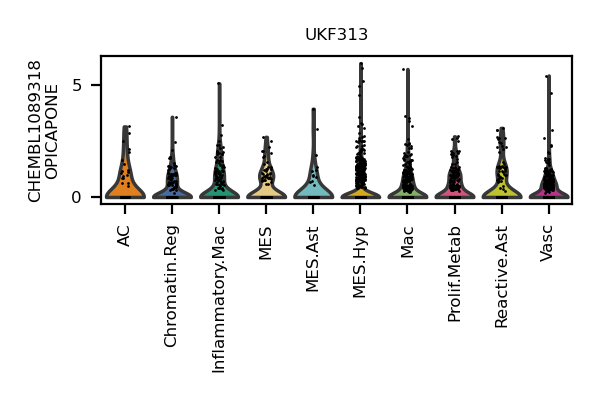 UKF313
CHEMBL1089318
OPICAPONE
5
0
AC
Chromatin.Reg
Inflammatory.Mac
MES
MES.Ast
MES.Hyp
Mac
Prolif.Metab
Reactive.Ast
Vasc